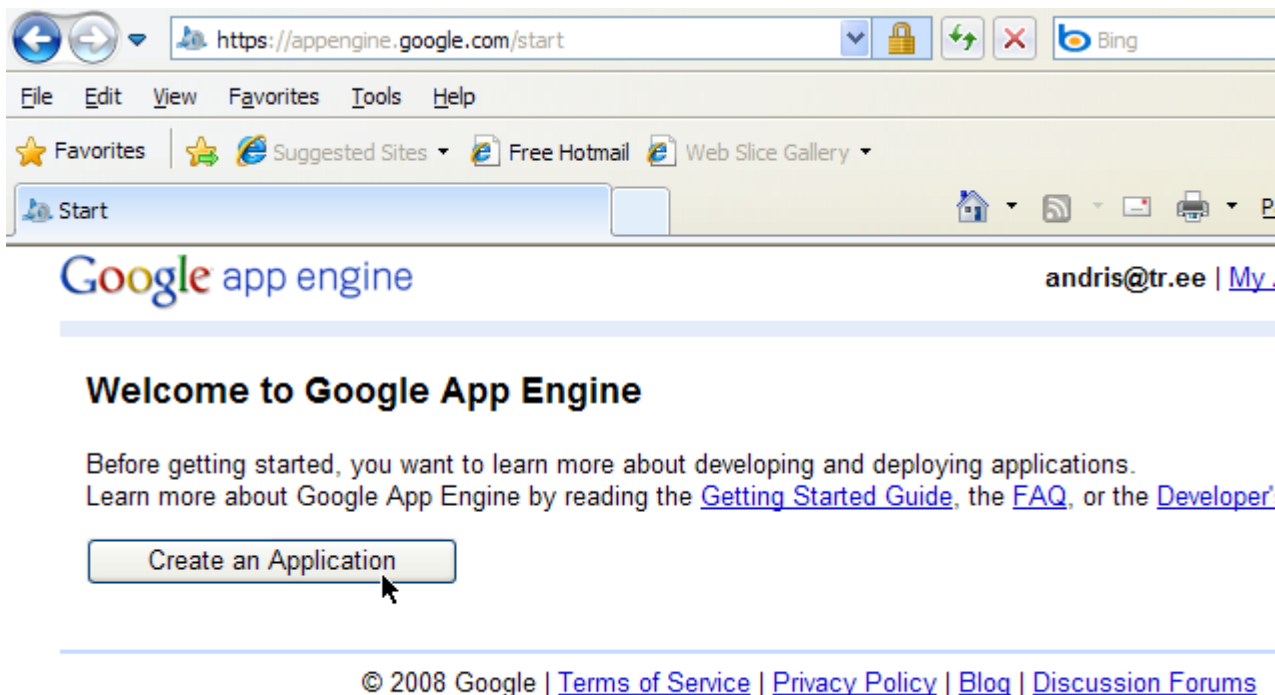 https://appengine.google.com/start Bing
File Edit View Favorites Tools Help
Favorites Suggested Sites Free Hotmail Web Slice Gallery
Start P
Google app engine andris@tr.ee | My
Welcome to Google App Engine
Before getting started, you want to learn more about developing and deploying applications.
Learn more about Google App Engine by reading the Getting Started Guide, the FAQ, or the Developer'
Create an Application
© 2008 Google | Terms of Service | Privacy Policy | Blog | Discussion Forums